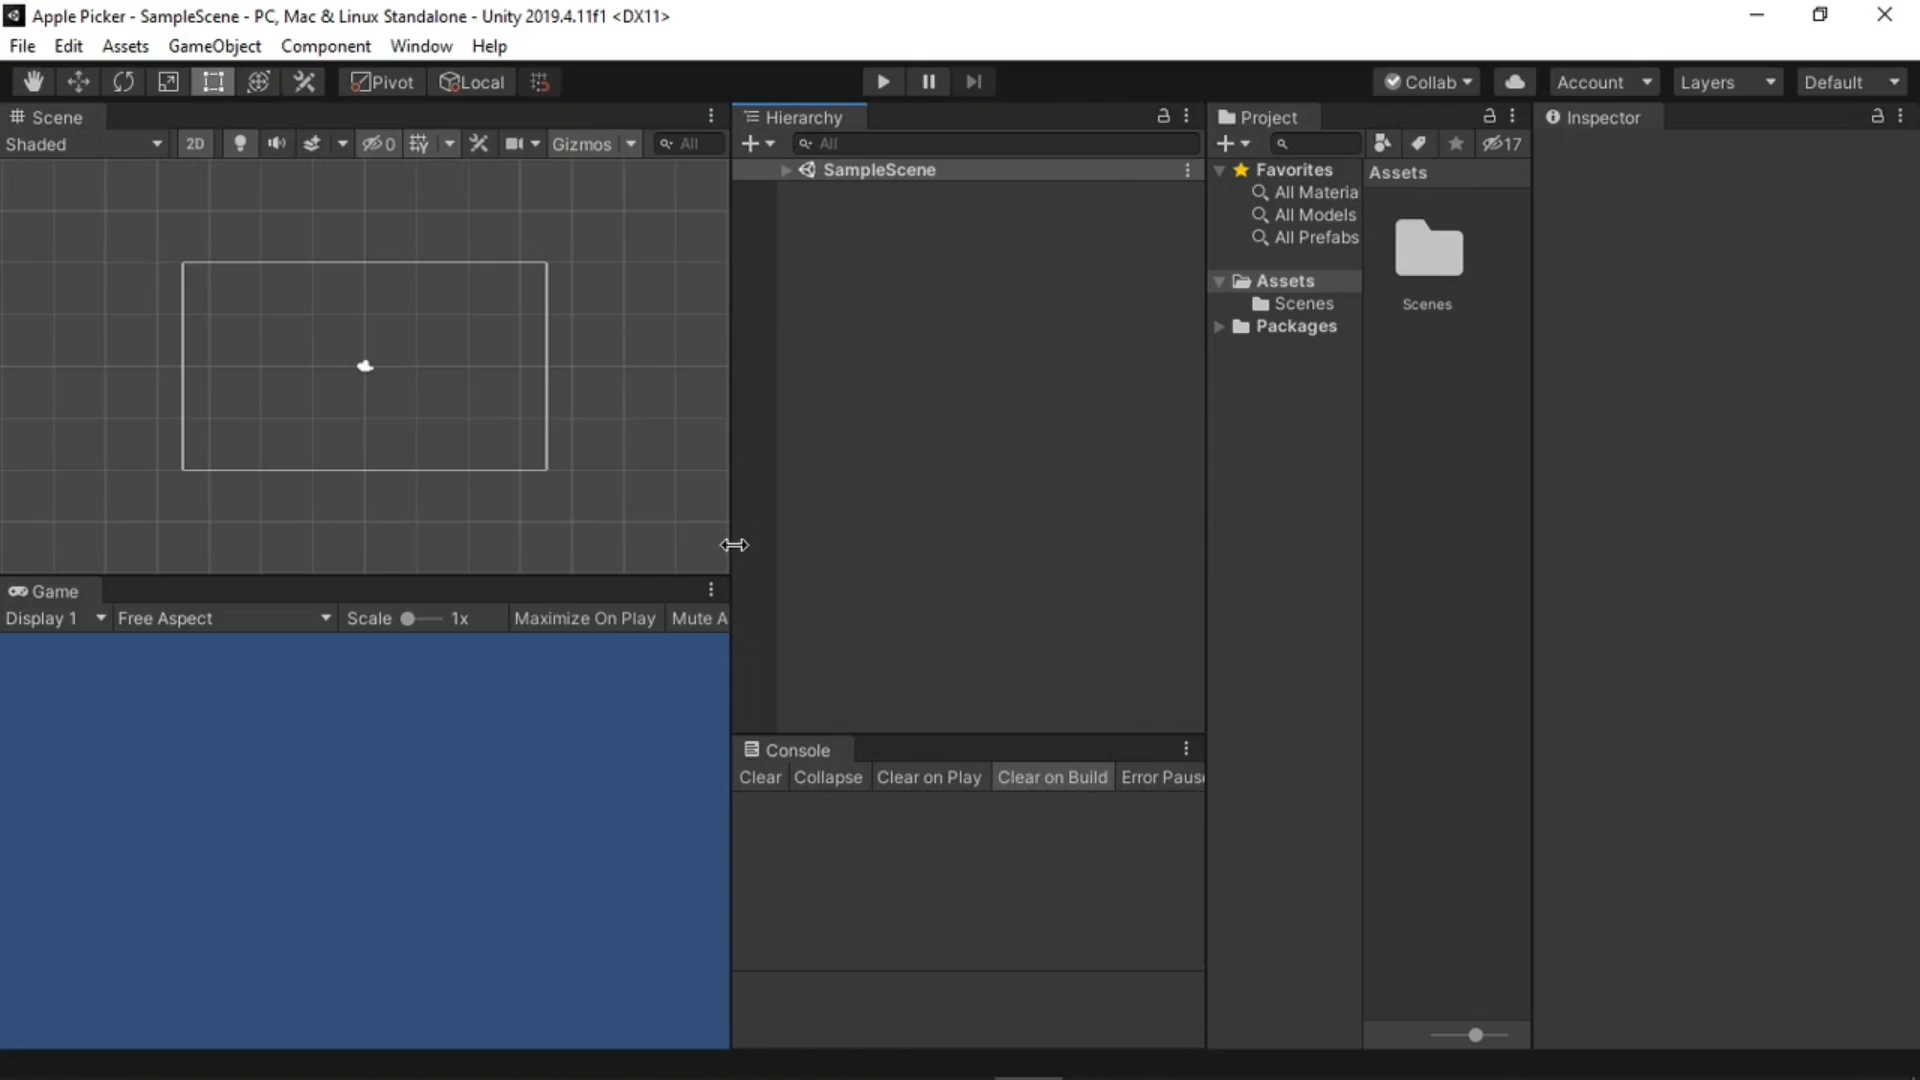 Apple Picker - SampleScene - PC, Mac & Linux Standalone - Unity 2019.4.11f1 <DX11>
File Edit Assets GameObject Component Window Help
Pivot Local Collab Account Layers Default
Scene
Shaded 2D 0 Gizmos All
Game
Display 1 Free Aspect Scale 1x Maximize On Play Mute A
Hierarchy
All
SampleScene
Console
Clear Collapse Clear on Play Clear on Build Error Pause
Project
17
Favorites
All Materia
All Models
All Prefabs
Assets
Scenes
Packages
Assets
Scenes
Inspector